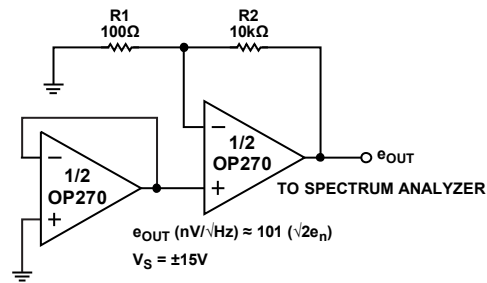 R1
100Ω
R2
10kΩ
–
1/2
OP270
+
–
1/2
OP270
+
eOUT
TO SPECTRUM ANALYZER
eOUT (nV/√Hz) ≈ 101 (√2en)
VS = ±15V